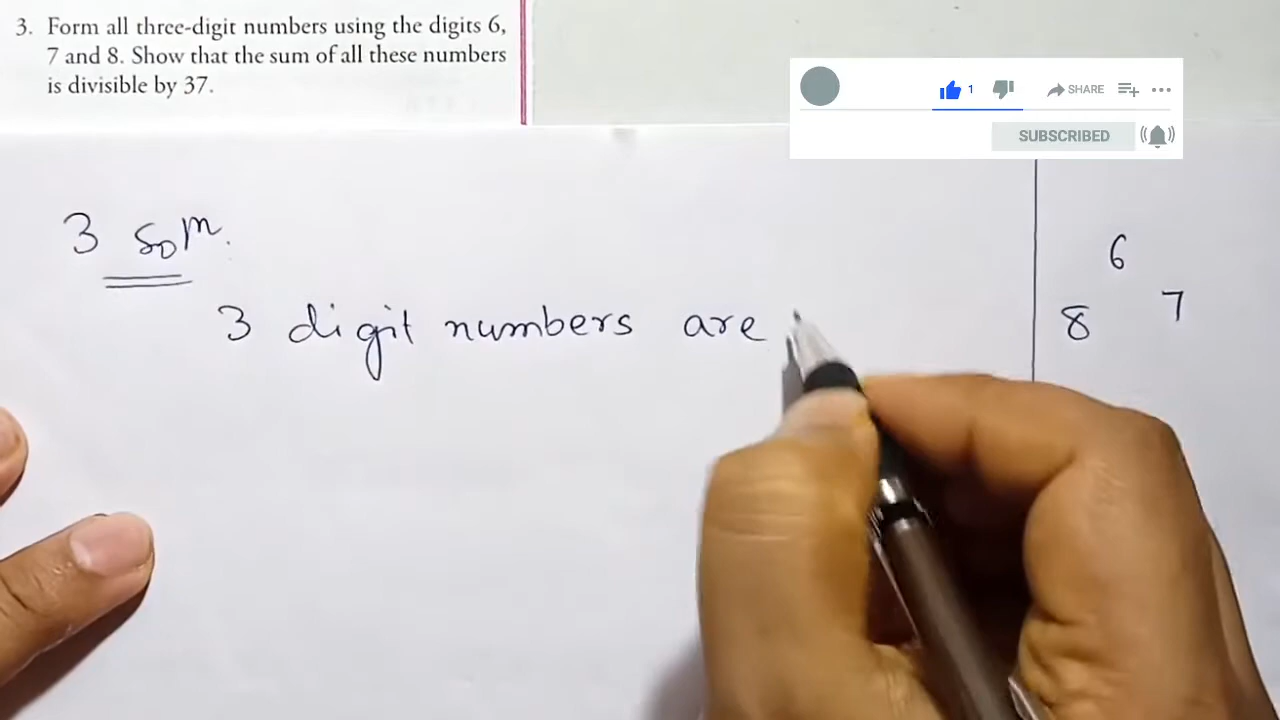 3. Form all three-digit numbers using the digits 6,
7 and 8. Show that the sum of all these numbers
is divisible by 37.
1 SHARE
SUBSCRIBED
3 Solⁿ.
3 digit numbers are
6
8 7